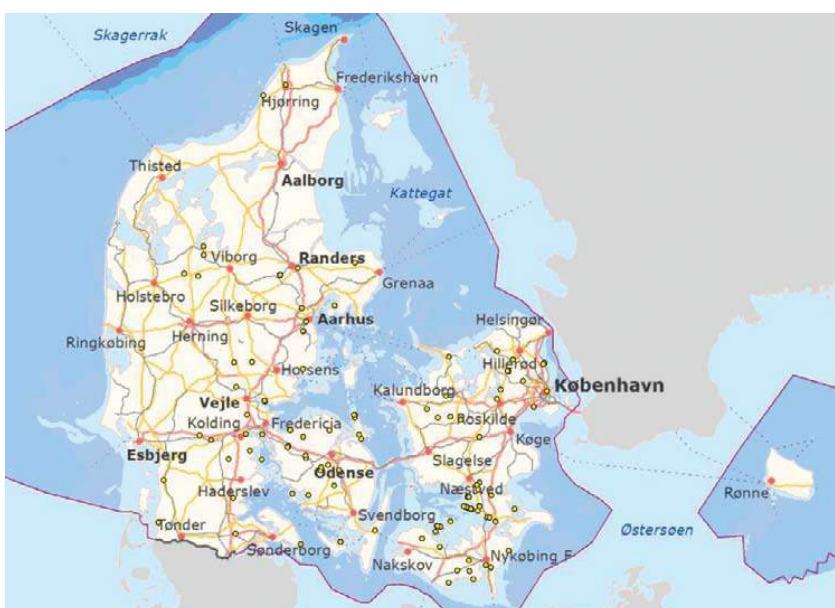 Skagen
Skagerrak
Frederikshavn
Hjørring
Thisted
Aalborg
Kattegat
Viborg
Randers
Grenaa
Holstebro
Silkeborg
Aarhus
Helsingør
Herning
Ringkøbing
Hillerød
Horsens
København
Kalundborg
Vejle
Roskilde
Fredericia
Kolding
Køge
Esbjerg
Slagelse
Odense
Haderslev
Næstved
Rønne
Svendborg
Tønder
Østersøen
Sønderborg
Nakskov
Nykøbing F